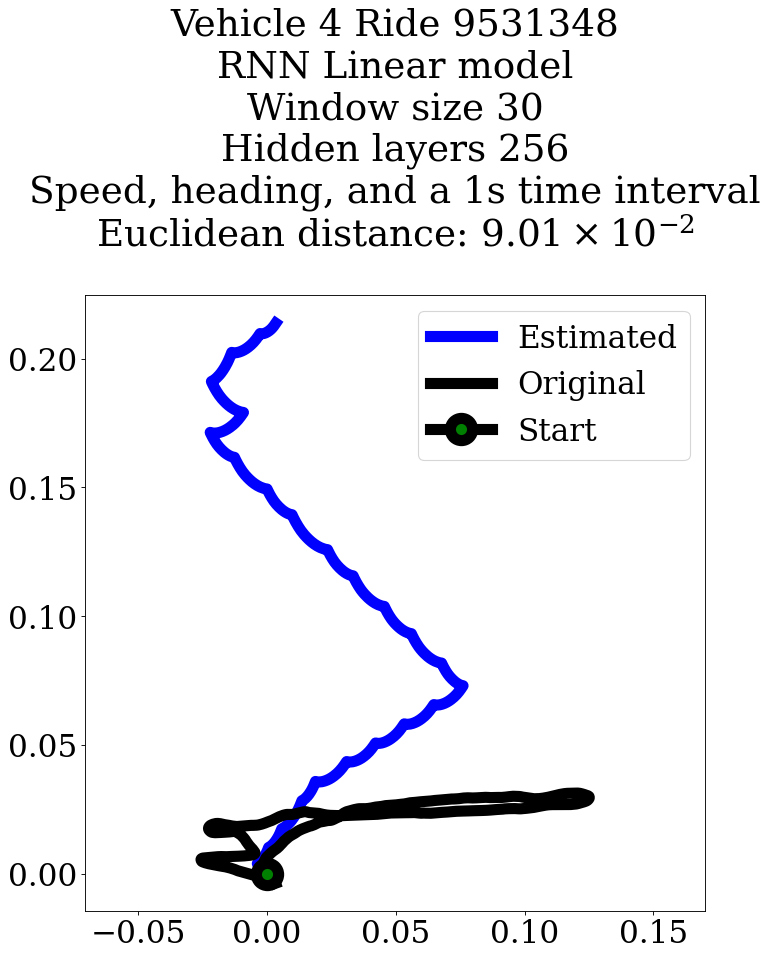 Vehicle 4 Ride 9531348
RNN Linear model
Window size 30
Hidden layers 256
Speed, heading, and a 1s time interval
Euclidean distance: 9.01 × 10⁻²
Estimated
Original
Start
0.20
0.15
0.10
0.05
0.00
−0.05 0.00 0.05 0.10 0.15